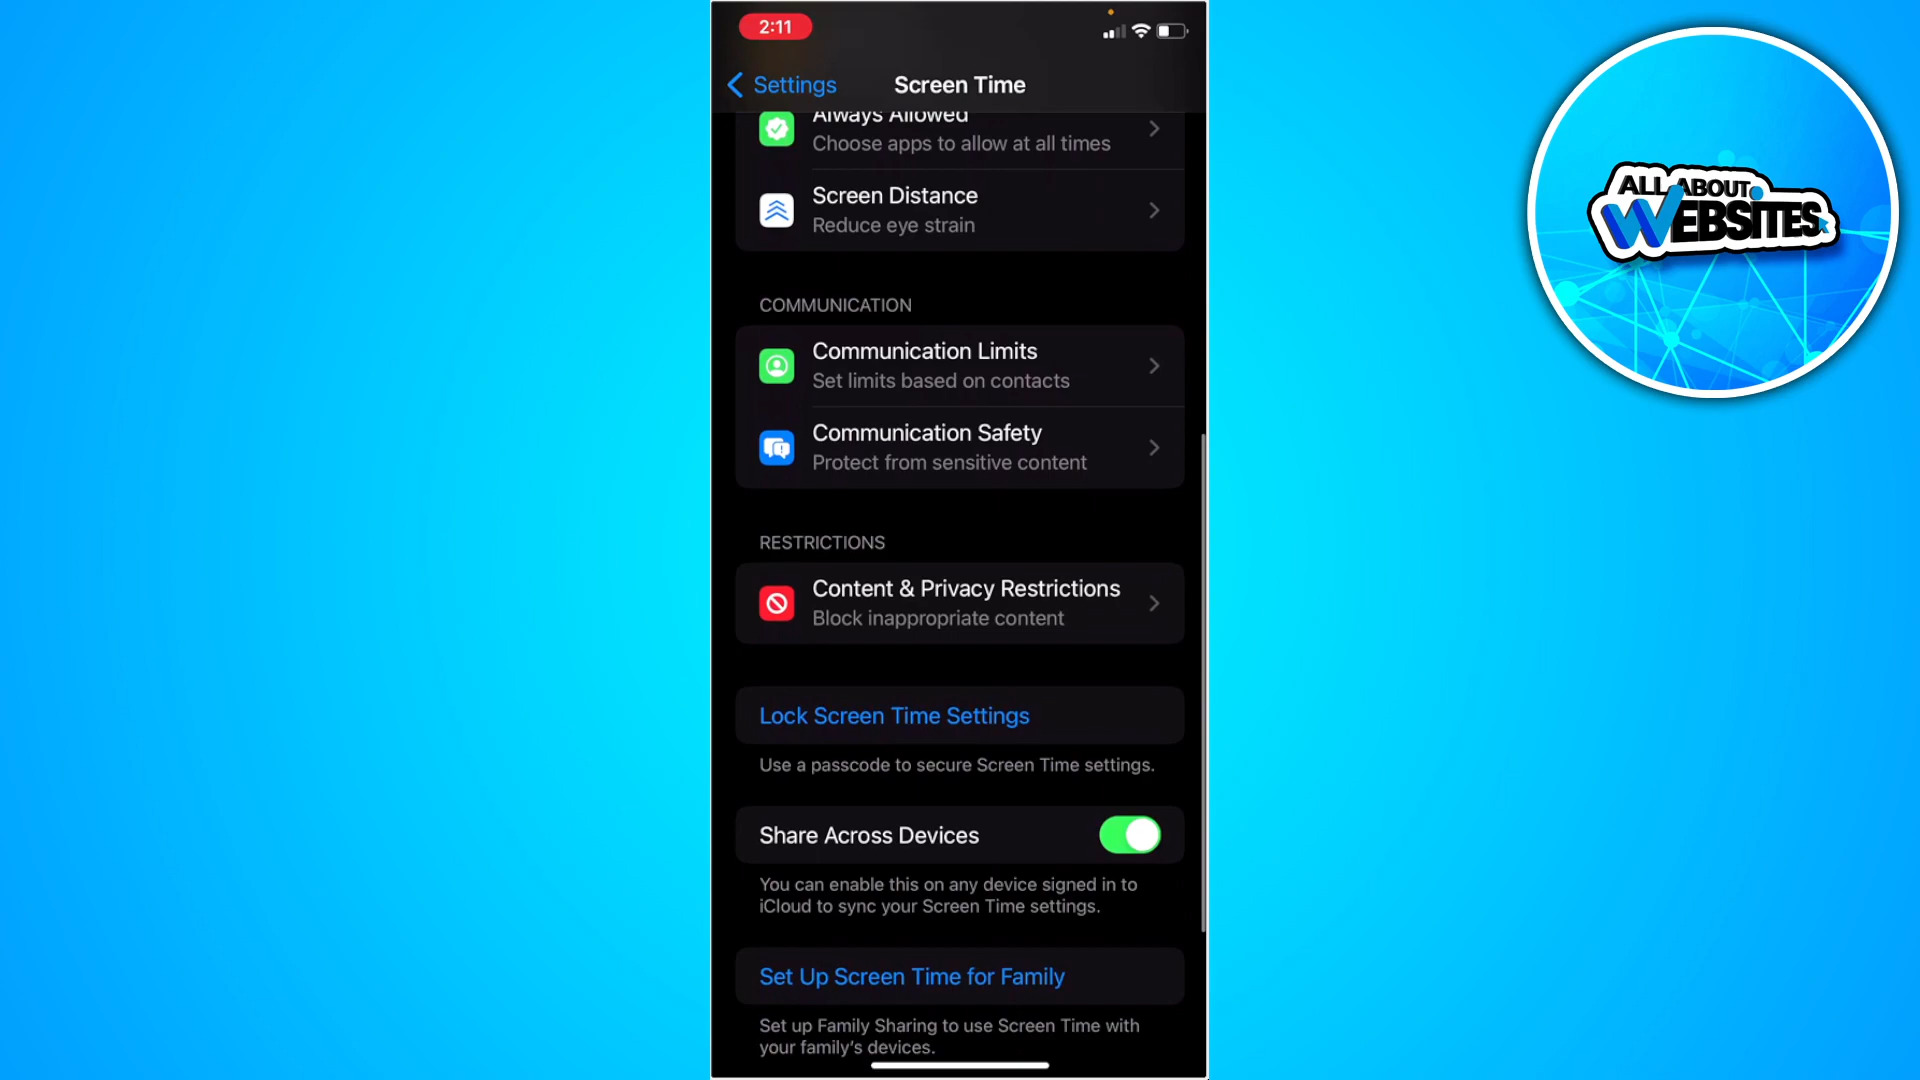 2:11
Settings
Screen Time
Always Allowed
Choose apps to allow at all times
Screen Distance
Reduce eye strain
COMMUNICATION
Communication Limits
Set limits based on contacts
Communication Safety
Protect from sensitive content
RESTRICTIONS
Content & Privacy Restrictions
Block inappropriate content
Lock Screen Time Settings
Use a passcode to secure Screen Time settings.
Share Across Devices
You can enable this on any device signed in to
iCloud to sync your Screen Time settings.
Set Up Screen Time for Family
Set up Family Sharing to use Screen Time with
your family's devices.
ALL ABOUT
WEBSITES